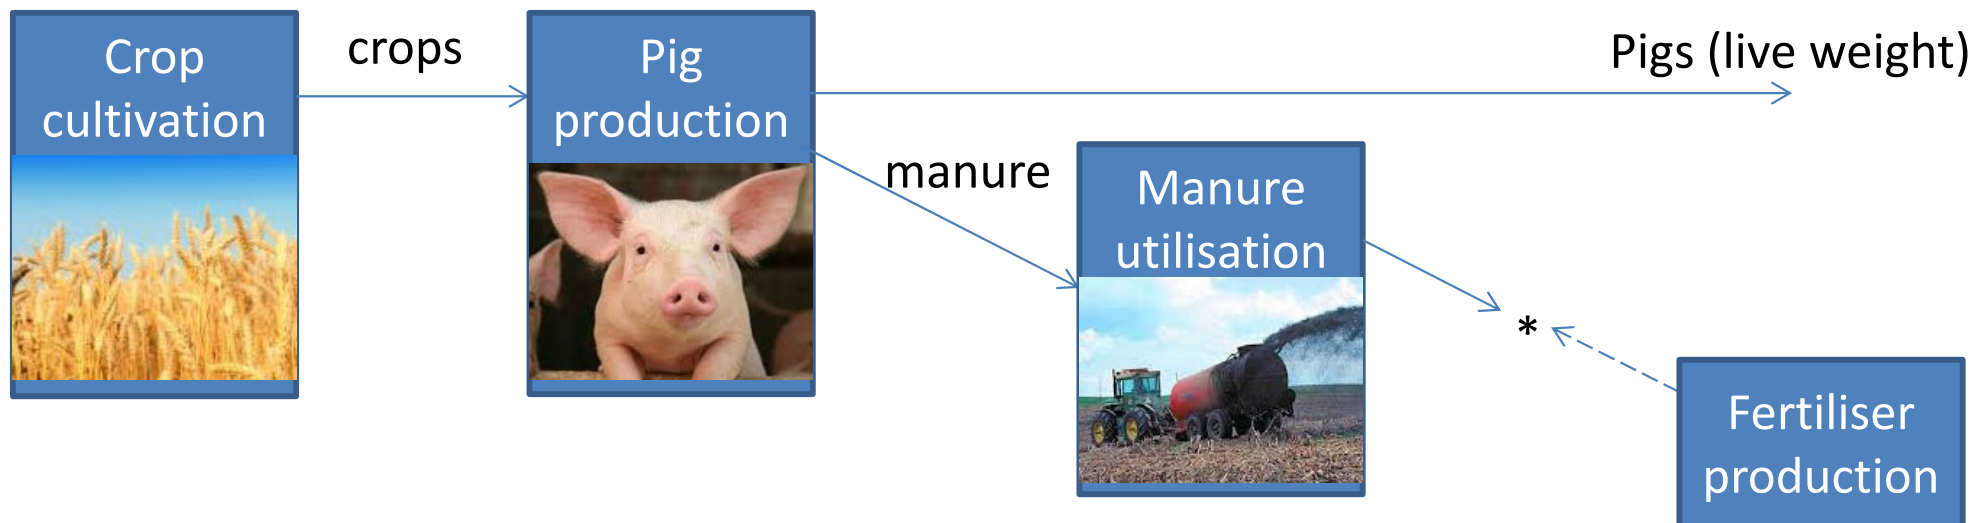 Crop
cultivation
crops
Pig
production
Pigs (live weight)
manure
Manure
utilisation
*
Fertiliser
production